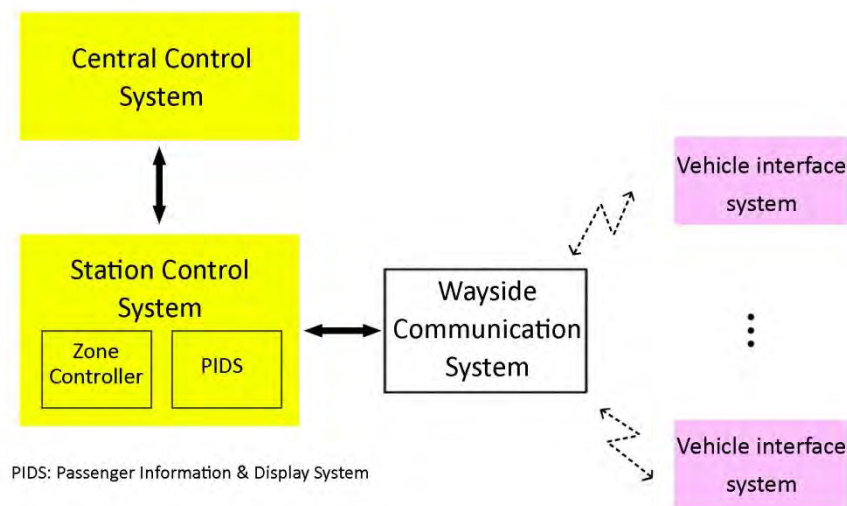 Central Control
System
Station Control
System
Zone
Controller
PIDS
PIDS: Passenger Information & Display System
Wayside
Communication
System
Vehicle interface
system
Vehicle interface
system